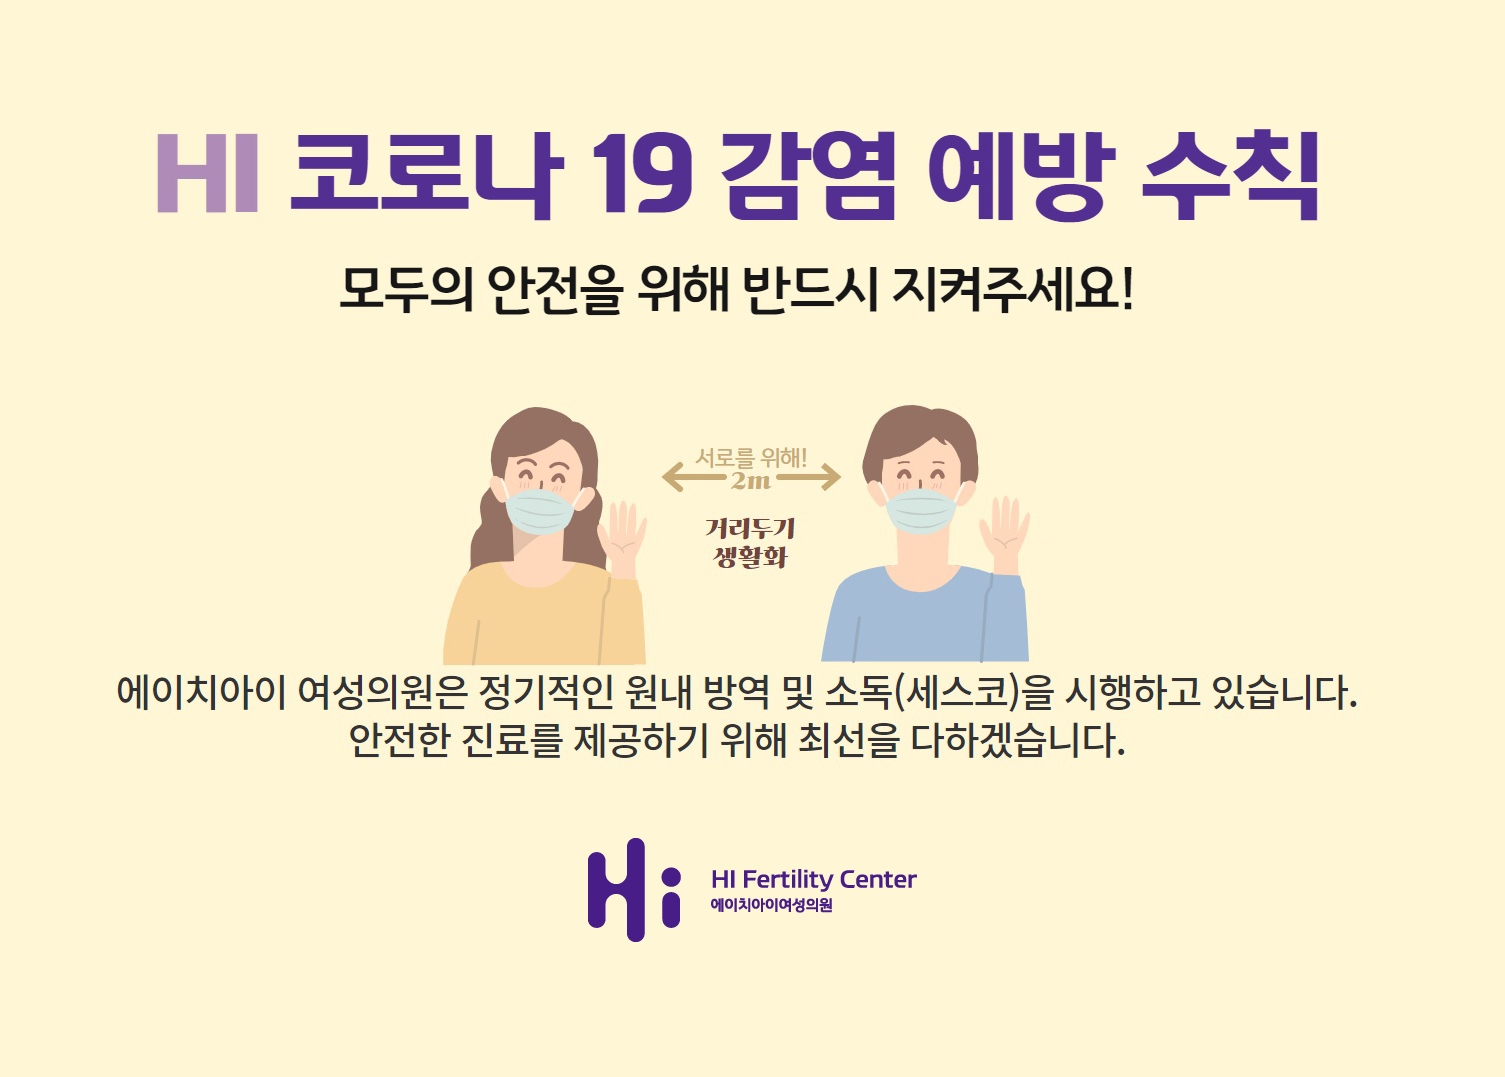 HI 코로나 19 감염 예방 수칙
모두의 안전을 위해 반드시 지켜주세요!
서로를 위해!
2m
거리두기
생활화
에이치아이 여성의원은 정기적인 원내 방역 및 소독(세스코)을 시행하고 있습니다.
안전한 진료를 제공하기 위해 최선을 다하겠습니다.
Hi
HI Fertility Center
에이치아이여성의원